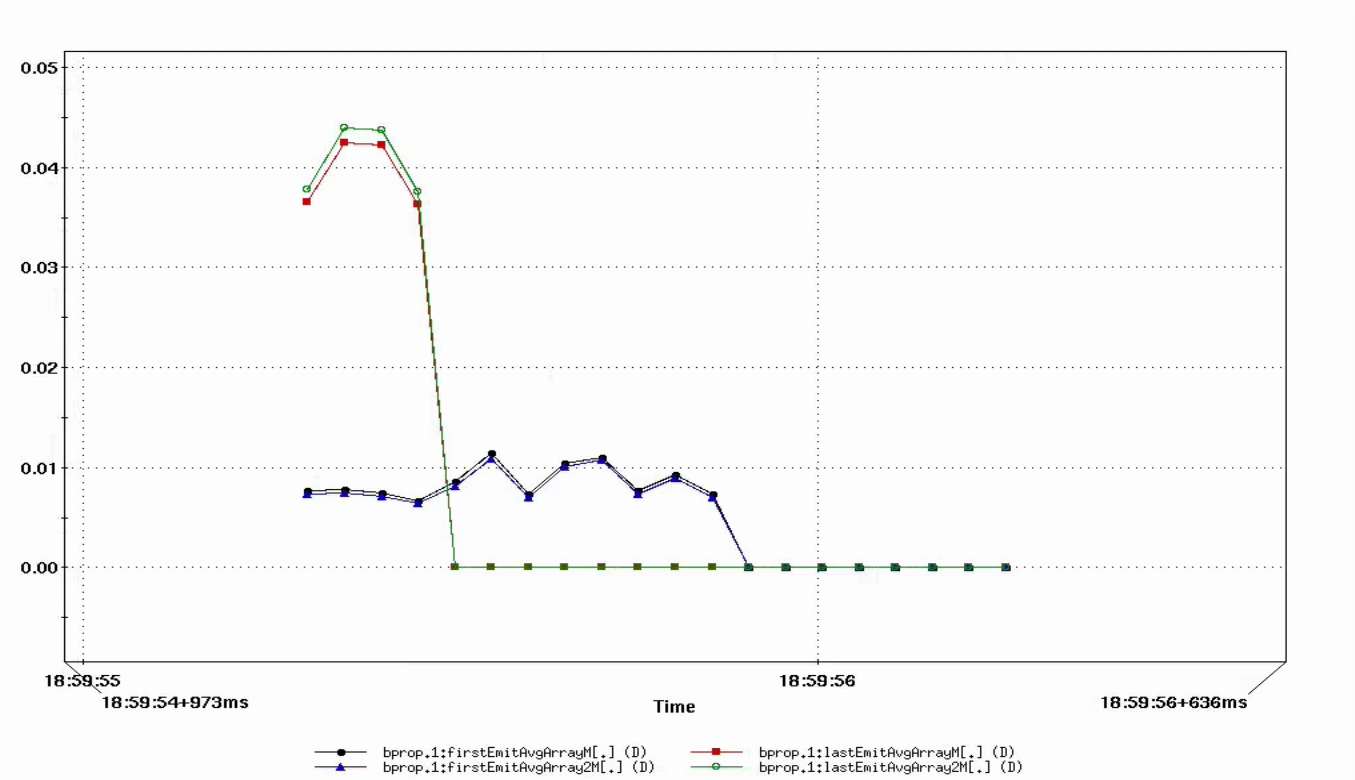 0.05
0.04
0.03
0.02
0.01
0.00
18:59:55 18:59:56
18:59:54+973ms Time 18:59:56+636ms
bprop.1:firstEmitAvgArrayM[.] (D) bprop.1:lastEmitAvgArrayM[.] (D)
bprop.1:firstEmitAvgArray2M[.] (D) bprop.1:lastEmitAvgArray2M[.] (D)